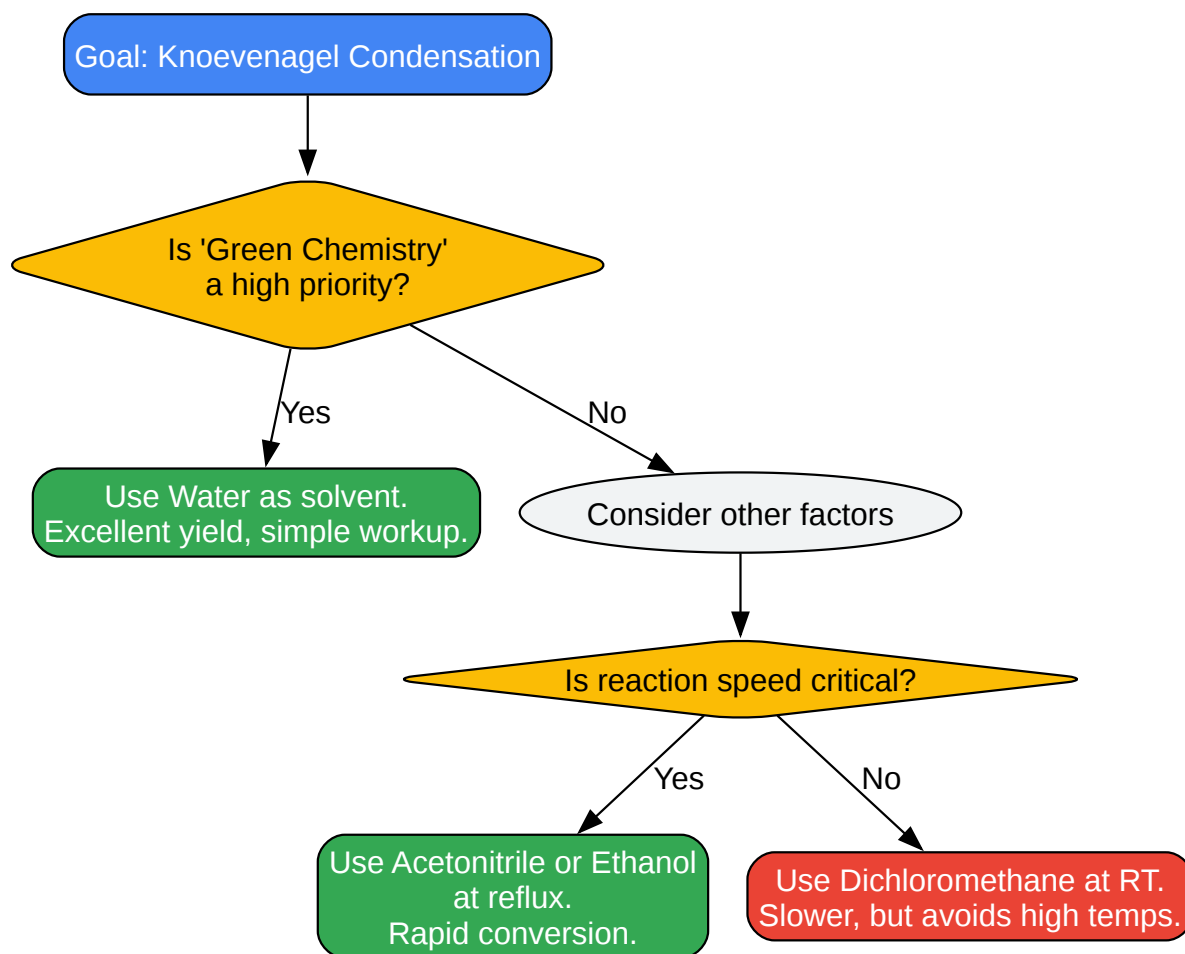 Goal: Knoevenagel Condensation
Is 'Green Chemistry'
a high priority?
Yes
No
Use Water as solvent.
Excellent yield, simple workup.
Consider other factors
Is reaction speed critical?
Yes
No
Use Acetonitrile or Ethanol
at reflux.
Rapid conversion.
Use Dichloromethane at RT.
Slower, but avoids high temps.